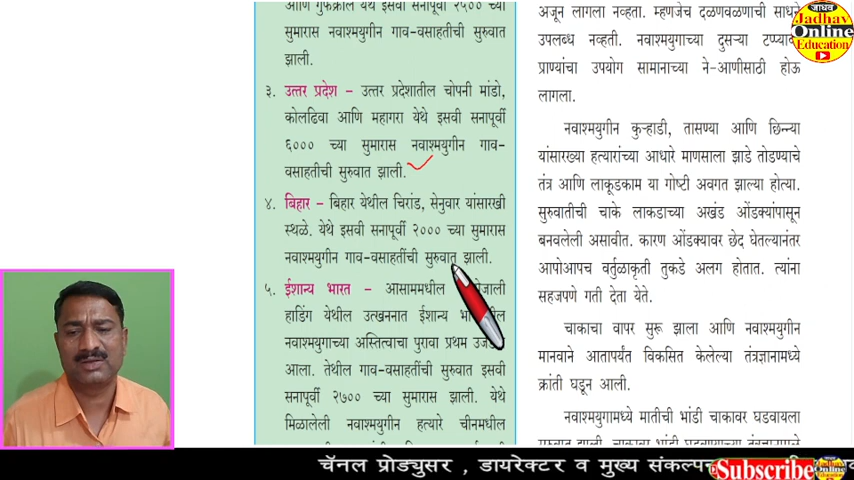 आणि गुफक्राल येथे इसवी सनापूर्वी २५०० च्या
सुमारास नवाश्मयुगीन गाव-वसाहतीची सुरुवात
झाली.
३. उत्तर प्रदेश – उत्तर प्रदेशातील चोपनी मांडो,
कोलढिवा आणि महागरा येथे इसवी सनापूर्वी
६००० च्या सुमारास नवाश्मयुगीन गाव-
वसाहतीची सुरुवात झाली.
४. बिहार – बिहार येथील चिरांड, सेनुवार यांसारखी
स्थळे. येथे इसवी सनापूर्वी २००० च्या सुमारास
नवाश्मयुगीन गाव-वसाहतींची सुरुवात झाली.
५. ईशान्य भारत – आसाममधील
हाडिंग येथील उत्खननात ईशान्य
नवाश्मयुगाच्या अस्तित्वाचा पुरावा प्रथम
आला. तेथील गाव-वसाहतींची सुरुवात इसवी
सनापूर्वी २७०० च्या सुमारास झाली. येथे
मिळालेली नवाश्मयुगीन हत्यारे चीनमधील
अजून लागला नव्हता. म्हणजेच दळणवळणाची साधने
उपलब्ध नव्हती. नवाश्मयुगाच्या दुसऱ्या टप्प्यात
प्राण्यांचा उपयोग सामानाच्या ने-आणीसाठी होऊ
लागला.
नवाश्मयुगीन कुऱ्हाडी, तासण्या आणि छिन्न्या
यांसारख्या हत्यारांच्या आधारे माणसाला झाडे तोडण्याचे
तंत्र आणि लाकूडकाम या गोष्टी अवगत झाल्या होत्या.
सुरुवातीची चाके लाकडाच्या अखंड ओंडक्यांपासून
बनवलेली असावीत. कारण ओंडक्यावर छेद घेतल्यानंतर
आपोआपच वर्तुळाकृती तुकडे अलग होतात. त्यांना
सहजपणे गती देता येते.
चाकाचा वापर सुरू झाला आणि नवाश्मयुगीन
मानवाने आतापर्यंत विकसित केलेल्या तंत्रज्ञानामध्ये
क्रांती घडून आली.
नवाश्मयुगामध्ये मातीची भांडी चाकावर घडवायला
जाधव
Jadhav
Online
Education
चॅनल प्रोड्युसर , डायरेक्टर व मुख्य संकल्पन
Subscribe
जाधव
Jadhav
Online
Education